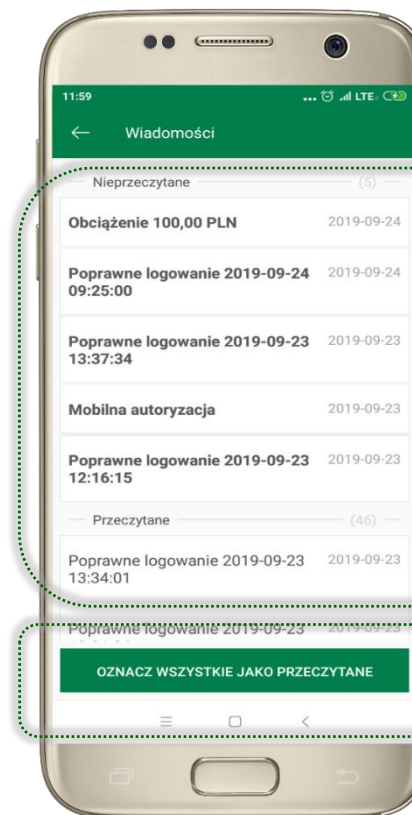 11:59 ... LTE
Wiadomości
Nieprzeczytane (5)
Obciążenie 100,00 PLN 2019-09-24
Poprawne logowanie 2019-09-24 2019-09-24
09:25:00
Poprawne logowanie 2019-09-23 2019-09-23
13:37:34
Mobilna autoryzacja 2019-09-23
Poprawne logowanie 2019-09-23 2019-09-23
12:16:15
Przeczytane (46)
Poprawne logowanie 2019-09-23 2019-09-23
13:34:01
Poprawne logowanie 2019-09-23 2019-09-23
OZNACZ WSZYSTKIE JAKO PRZECZYTANE